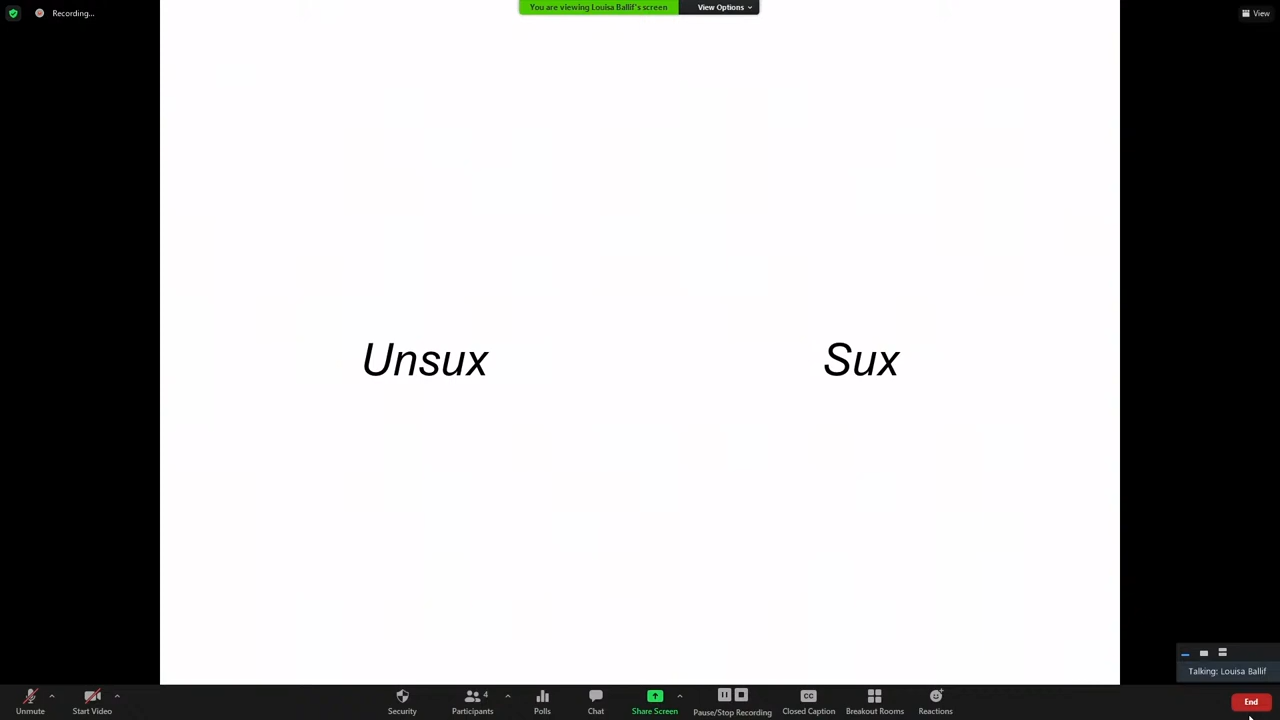 Recording...
You are viewing Louisa Ballif's screen
View Options
View
Unsux
Sux
Talking: Louisa Ballif
Unmute
Start Video
Security
4
Participants
Polls
Chat
Share Screen
Pause/Stop Recording
CC
Closed Caption
Breakout Rooms
Reactions
End